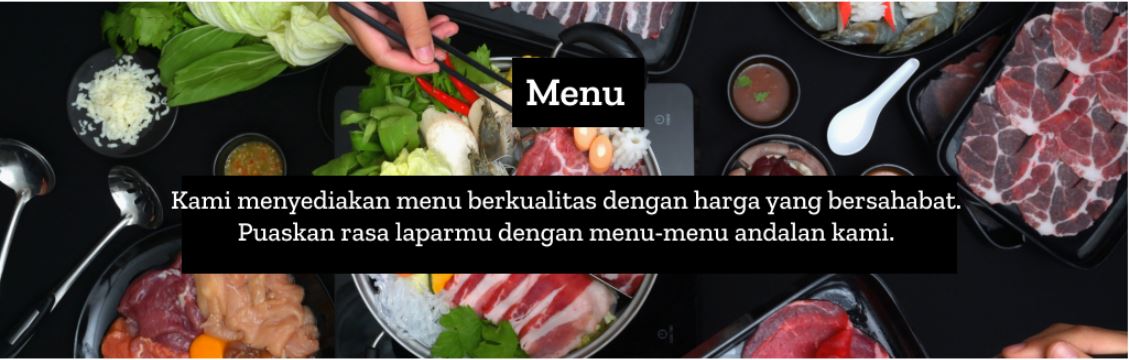 Menu
Kami menyediakan menu berkualitas dengan harga yang bersahabat.
Puaskan rasa laparmu dengan menu-menu andalan kami.